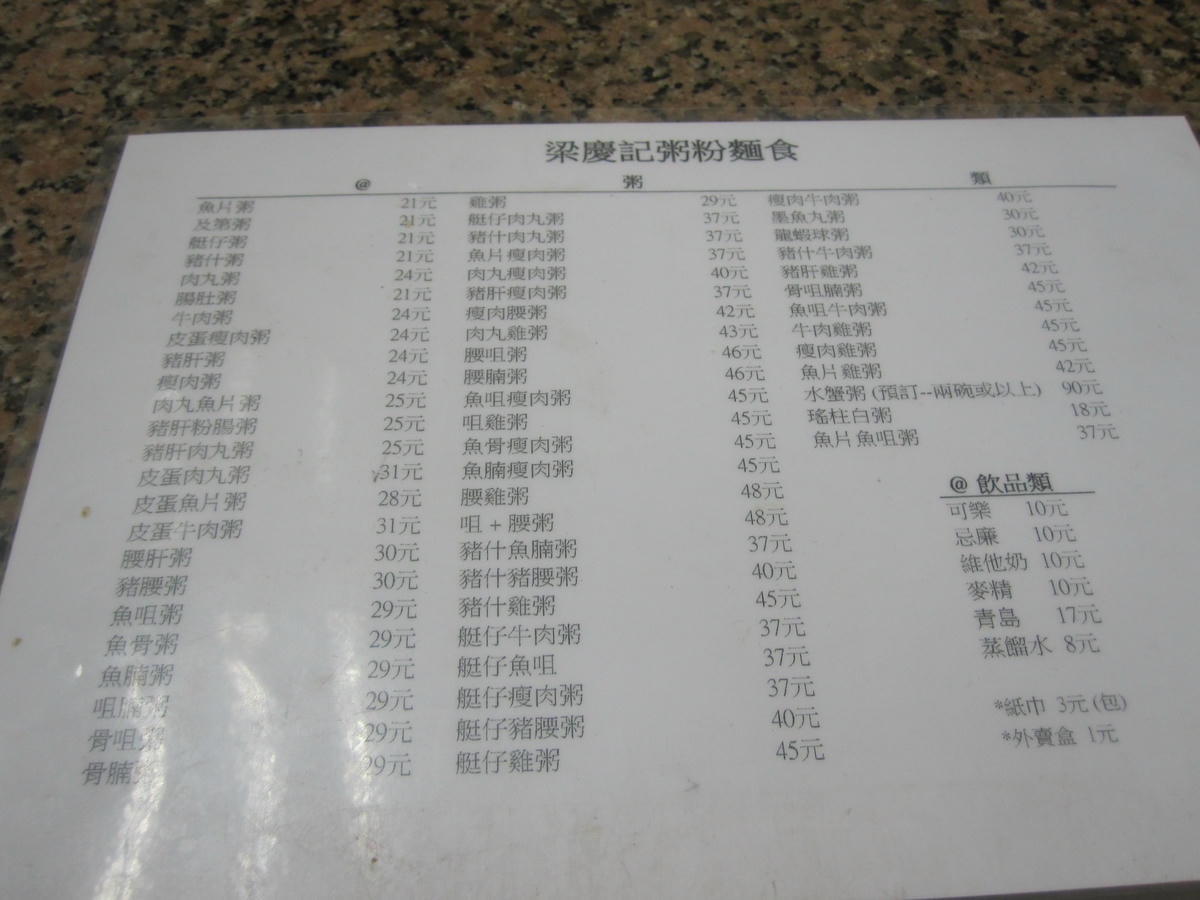 梁慶記粥粉麵食
@ 粥 類
魚片粥 21元
及第粥 21元
艇仔粥 21元
豬什粥 21元
肉丸粥 24元
腸肚粥 21元
牛肉粥 24元
皮蛋瘦肉粥 24元
豬肝粥 24元
瘦肉粥 24元
肉丸魚片粥 25元
豬肝粉腸粥 25元
豬肝肉丸粥 25元
皮蛋肉丸粥 31元
皮蛋魚片粥 28元
皮蛋牛肉粥 31元
腰肝粥 30元
豬腰粥 30元
魚咀粥 29元
魚骨粥 29元
魚腩粥 29元
咀腩粥 29元
骨咀粥 29元
骨腩粥 29元
雞粥 29元
艇仔肉丸粥 37元
豬什肉丸粥 37元
魚片瘦肉粥 37元
肉丸瘦肉粥 40元
豬肝瘦肉粥 37元
瘦肉腰粥 42元
肉丸雞粥 43元
腰咀粥 46元
腰腩粥 46元
魚咀瘦肉粥 45元
咀雞粥 45元
魚骨瘦肉粥 45元
魚腩瘦肉粥 45元
腰雞粥 48元
咀 + 腰粥 48元
豬什魚腩粥 37元
豬什豬腰粥 40元
豬什雞粥 45元
艇仔牛肉粥 37元
艇仔魚咀 37元
艇仔瘦肉粥 37元
艇仔豬腰粥 40元
艇仔雞粥 45元
瘦肉牛肉粥 40元
墨魚丸粥 30元
龍蝦球粥 30元
豬什牛肉粥 37元
豬肝雞粥 42元
骨咀腩粥 45元
魚咀牛肉粥 45元
牛肉雞粥 45元
瘦肉雞粥 45元
魚片雞粥 42元
水蟹粥 (預訂--兩碗或以上) 90元
瑤柱白粥 18元
魚片魚咀粥 37元
@ 飲品類
可樂 10元
忌廉 10元
維他奶 10元
麥精 10元
青島 17元
蒸餾水 8元
*紙巾 3元 (包)
*外賣盒 1元